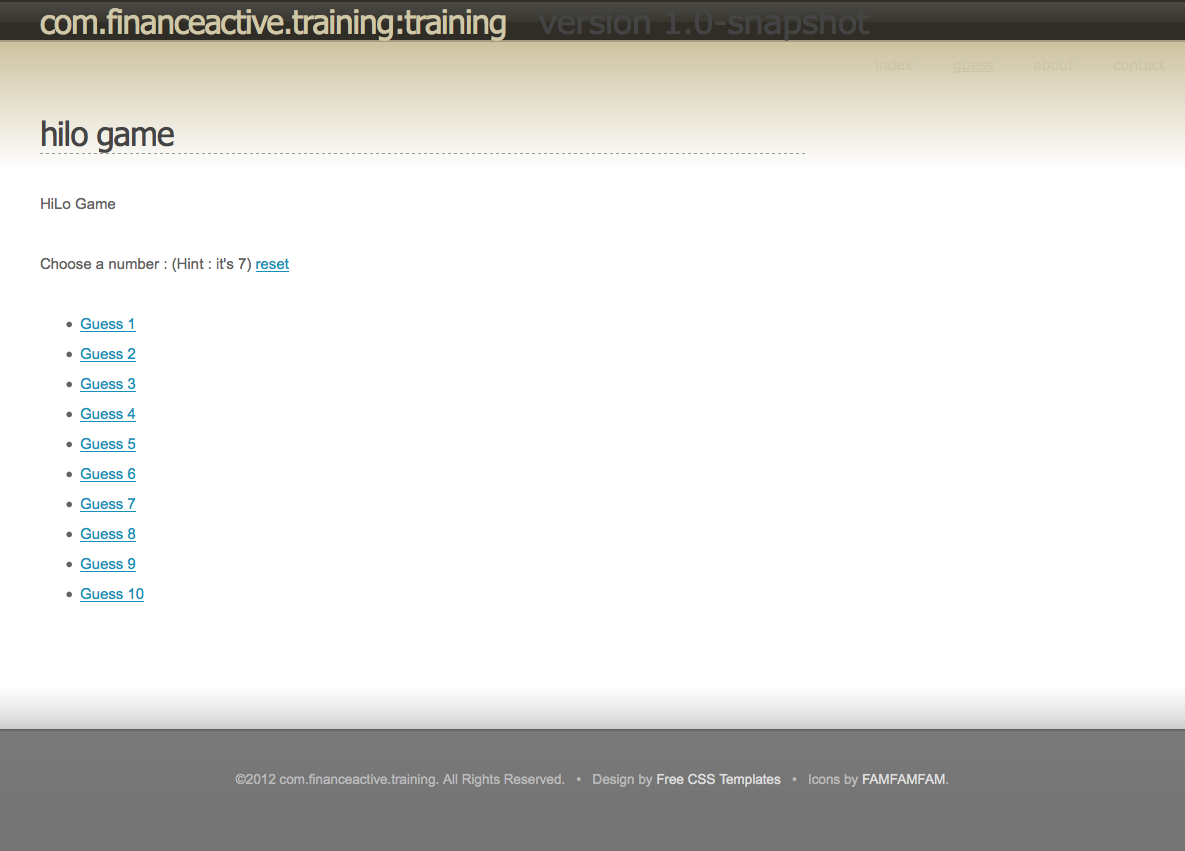 com.financeactive.training:training version 1.0-snapshot
index guess about contact
hilo game
HiLo Game
Choose a number : (Hint : it's 7) reset
• Guess 1
• Guess 2
• Guess 3
• Guess 4
• Guess 5
• Guess 6
• Guess 7
• Guess 8
• Guess 9
• Guess 10
©2012 com.financeactive.training. All Rights Reserved. • Design by Free CSS Templates • Icons by FAMFAMFAM.